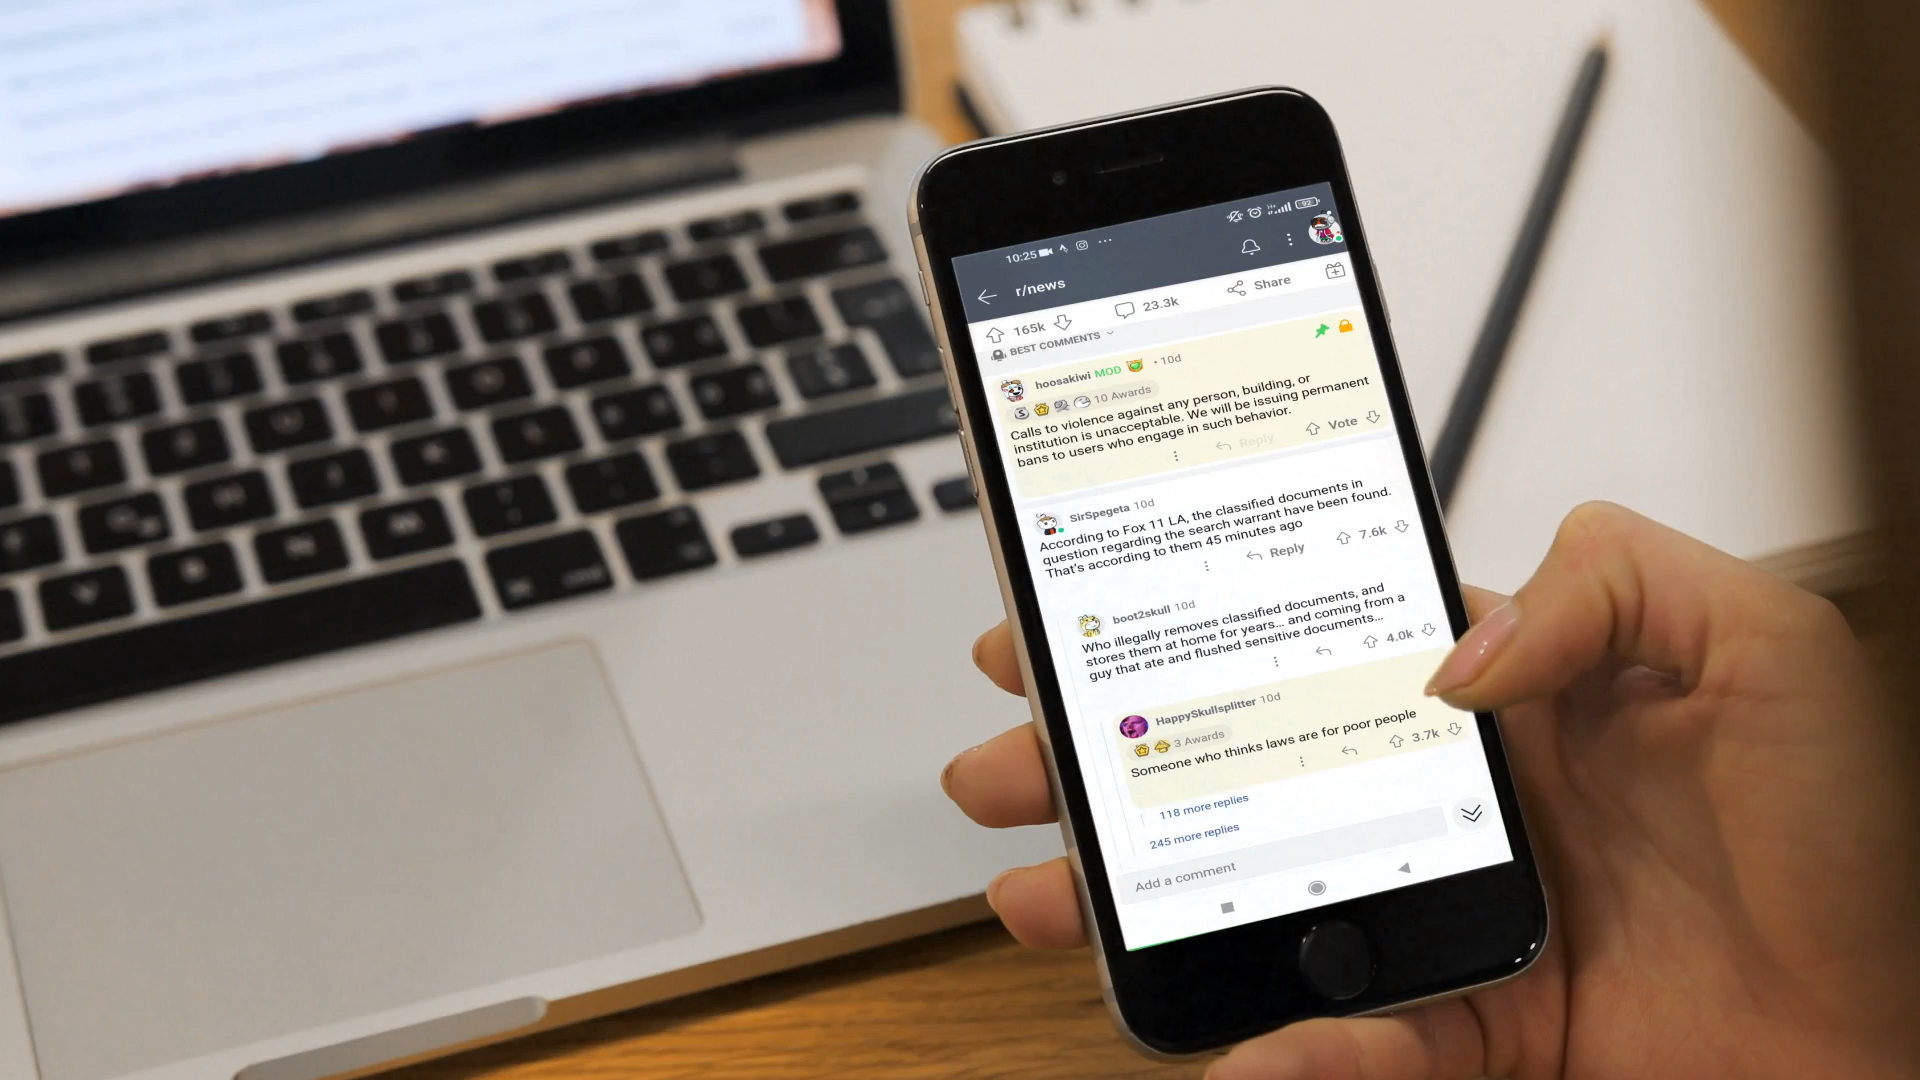 10:25
92
r/news
165k 23.3k Share
BEST COMMENTS
hoosakiwi MOD • 10d
10 Awards
Calls to violence against any person, building, or
institution is unacceptable. We will be issuing permanent
bans to users who engage in such behavior.
Reply Vote
SirSpegeta 10d
According to Fox 11 LA, the classified documents in
question regarding the search warrant have been found.
That's according to them 45 minutes ago
Reply 7.6k
boot2skull 10d
Who illegally removes classified documents, and
stores them at home for years... and coming from a
guy that ate and flushed sensitive documents...
4.0k
HappySkullsplitter 10d
3 Awards
Someone who thinks laws are for poor people
3.7k
118 more replies
245 more replies
Add a comment